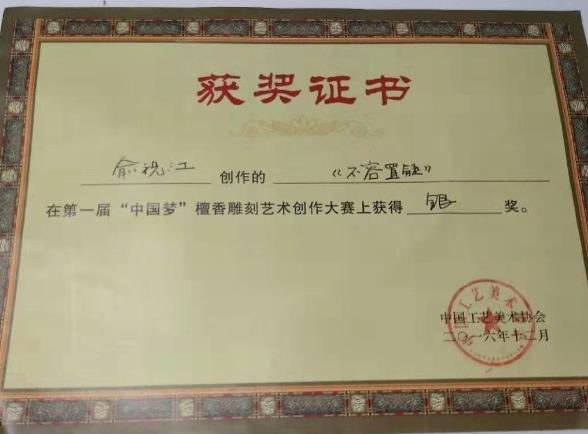 获奖证书
俞祝江 创作的 《不容置疑》
在第一届“中国梦”檀香雕刻艺术创作大赛上获得 银 奖。
中国工艺美术协会
二〇一六年十二月